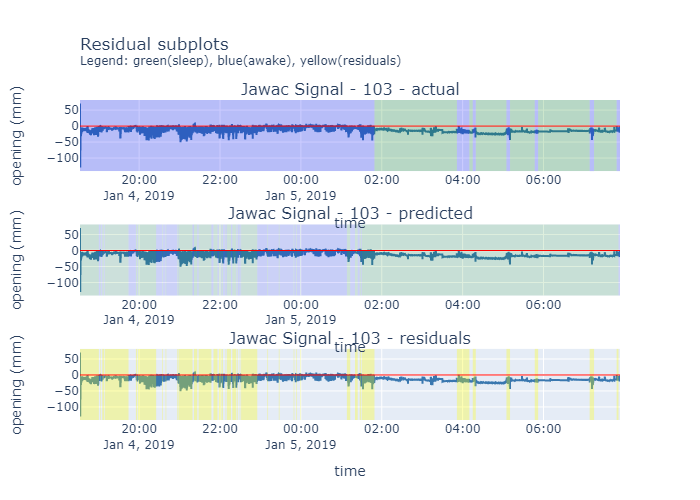 Residual subplots
Legend: green(sleep), blue(awake), yellow(residuals)
Jawac Signal - 103 - actual
opening (mm)
50
0
−50
−100
20:00 22:00 00:00 02:00 04:00 06:00
Jan 4, 2019 Jan 5, 2019
time
Jawac Signal - 103 - predicted
opening (mm)
50
0
−50
−100
20:00 22:00 00:00 02:00 04:00 06:00
Jan 4, 2019 Jan 5, 2019
time
Jawac Signal - 103 - residuals
opening (mm)
50
0
−50
−100
20:00 22:00 00:00 02:00 04:00 06:00
Jan 4, 2019 Jan 5, 2019
time